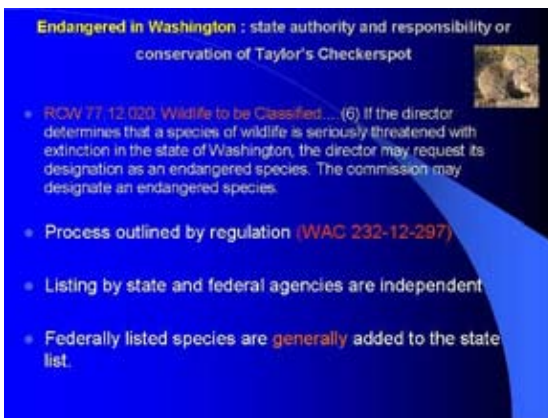 Endangered in Washington : state authority and responsibility or
conservation of Taylor's Checkerspot
RCW 77.12.020. Wildlife to be Classified....(6) If the director
determines that a species of wildlife is seriously threatened with
extinction in the state of Washington, the director may request its
designation as an endangered species. The commission may
designate an endangered species.
Process outlined by regulation (WAC 232-12-297)
Listing by state and federal agencies are independent
Federally listed species are generally added to the state
list.